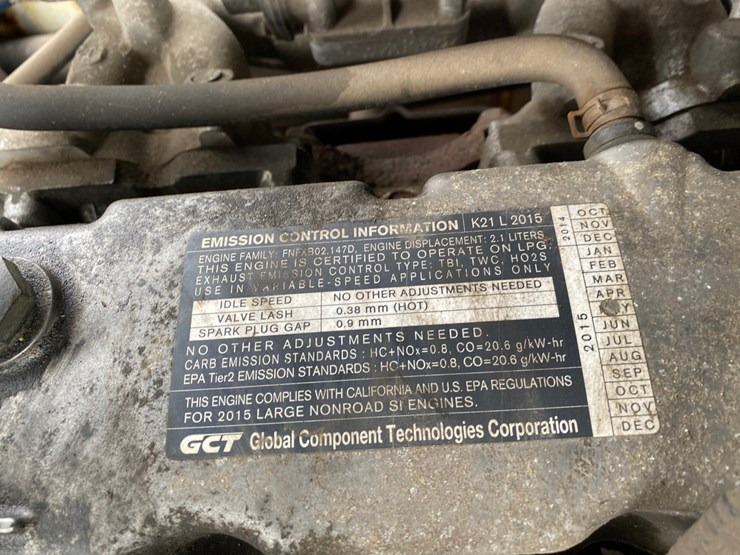 EMISSION CONTROL INFORMATION K21 L 2015
ENGINE FAMILY: FNFXB02.147D, ENGINE DISPLACEMENT: 2.1 LITERS
THIS ENGINE IS CERTIFIED TO OPERATE ON LPG.
EXHAUST EMISSION CONTROL TYPE: TBI, TWC, HO2S
USE IN VARIABLE-SPEED APPLICATIONS ONLY
IDLE SPEED NO OTHER ADJUSTMENTS NEEDED
VALVE LASH 0.38 mm (HOT)
SPARK PLUG GAP 0.9 mm
NO OTHER ADJUSTMENTS NEEDED.
CARB EMISSION STANDARDS : HC+NOx=0.8, CO=20.6 g/kW-hr
EPA Tier2 EMISSION STANDARDS : HC+NOx=0.8, CO=20.6 g/kW-hr
THIS ENGINE COMPLIES WITH CALIFORNIA AND U.S. EPA REGULATIONS
FOR 2015 LARGE NONROAD SI ENGINES.
GCT Global Component Technologies Corporation
2014
OCT
NOV
DEC
2015
JAN
FEB
MAR
APR
JUN
JUL
AUG
SEP
OCT
NOV
DEC